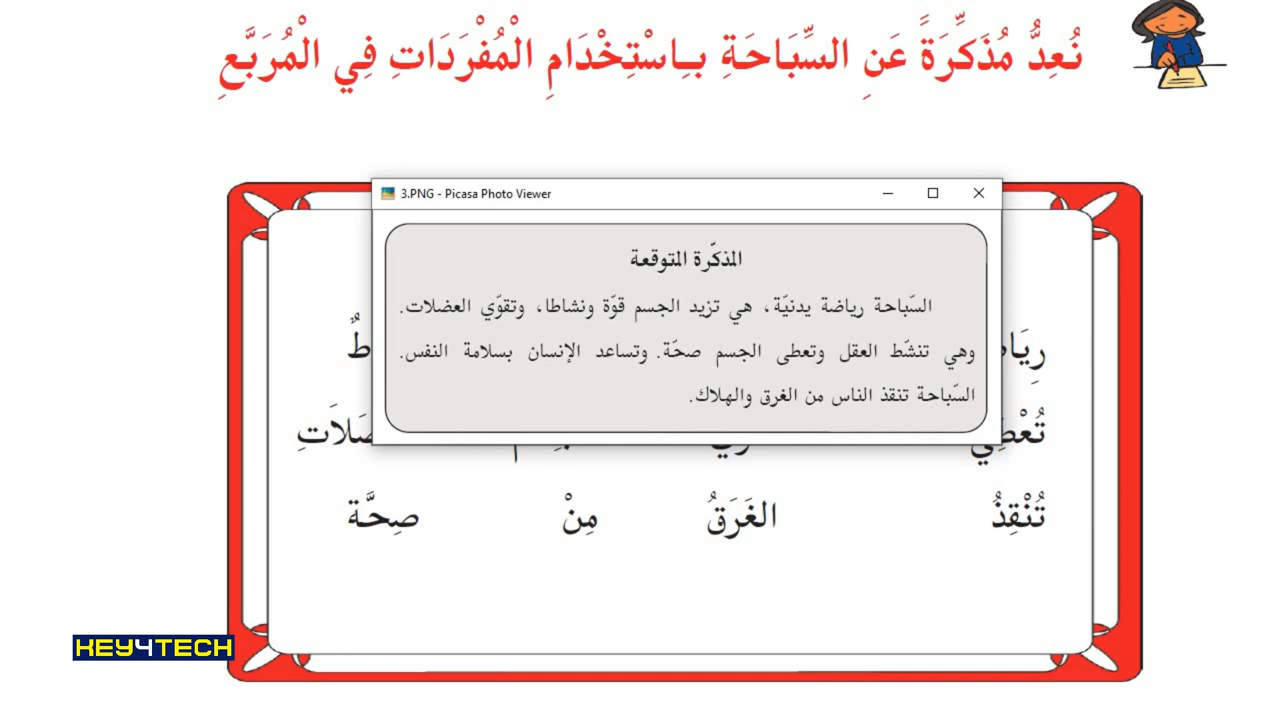 نُعِدُّ مُذَكِّرَةً عَنِ السِّبَاحَةِ بِاسْتِخْدَامِ الْمُفْرَدَاتِ فِي الْمُرَبَّعِ
3.PNG - Picasa Photo Viewer
المذكّرة المتوقعة
السّباحة رياضة يدنيّة، هي تزيد الجسم قوّة ونشاطا، وتقوّي العضلات.
وهي تنشّط العقل وتعطى الجسم صحّة. وتساعد الإنسان بسلامة النفس.
السّباحة تنقذ الناس من الغرق والهلاك.
تُعْطِي
تُنْقِذُ الغَرَقُ مِنْ صِحَّة
KEY4TECH